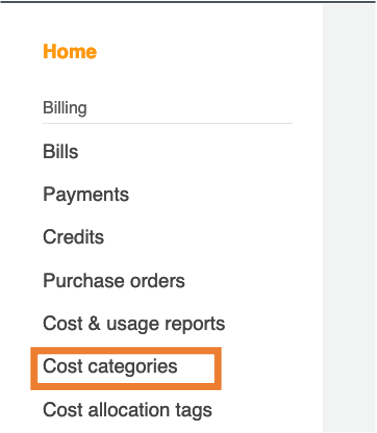 Home
Billing
Bills
Payments
Credits
Purchase orders
Cost & usage reports
Cost categories
Cost allocation tags